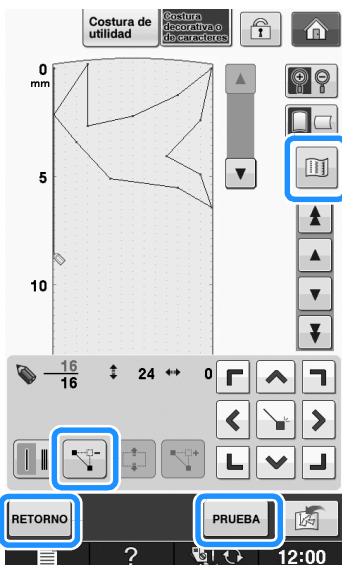 Costura de
utilidad
Costura
decorativa o
de caracteres
0
mm
5
10
16
16
24
0
RETORNO
PRUEBA
?
12:00